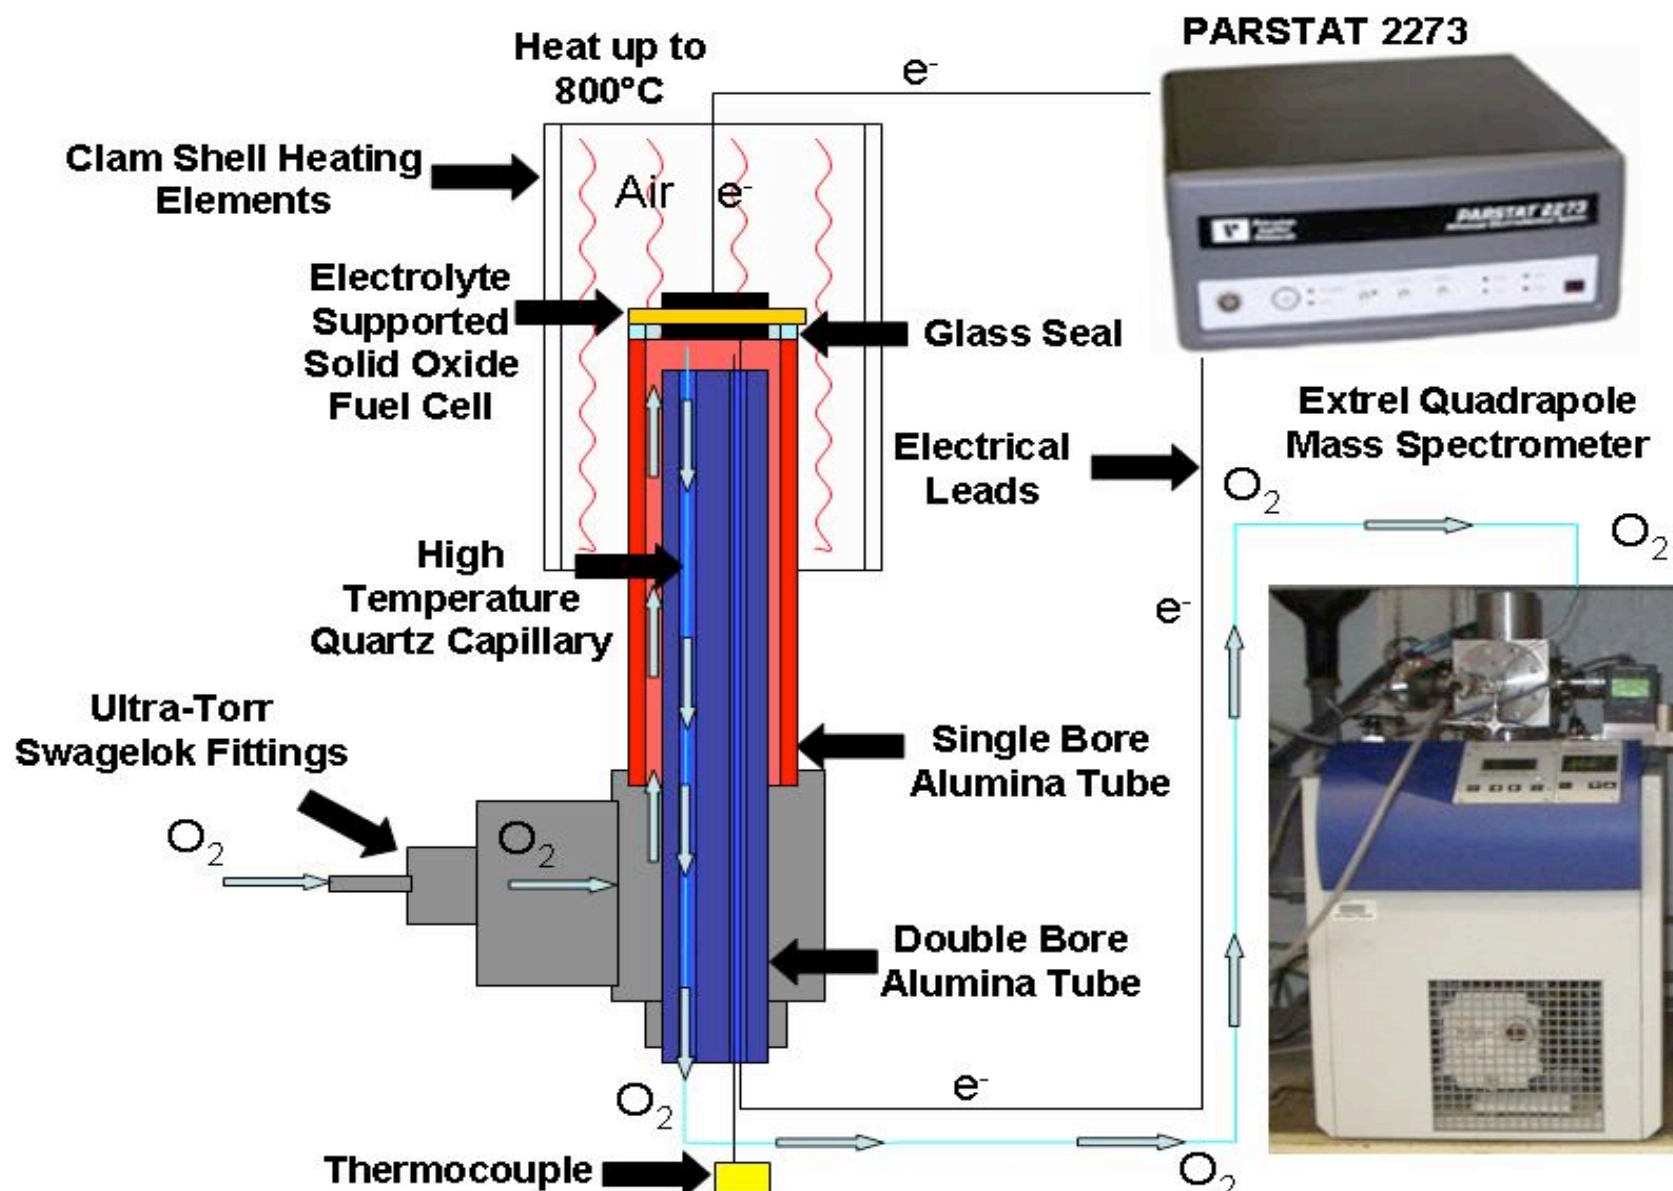 PARSTAT 2273
Heat up to
800°C
e-
Clam Shell Heating
Elements
Air
e-
PARSTAT 2273
Electrolyte
Supported
Solid Oxide
Fuel Cell
Glass Seal
Extrel Quadrapole
Mass Spectrometer
Electrical
Leads
O2
O2
High
Temperature
Quartz Capillary
e-
Ultra-Torr
Swagelok Fittings
Single Bore
Alumina Tube
O2
O2
Double Bore
Alumina Tube
O2
e-
Thermocouple
O2